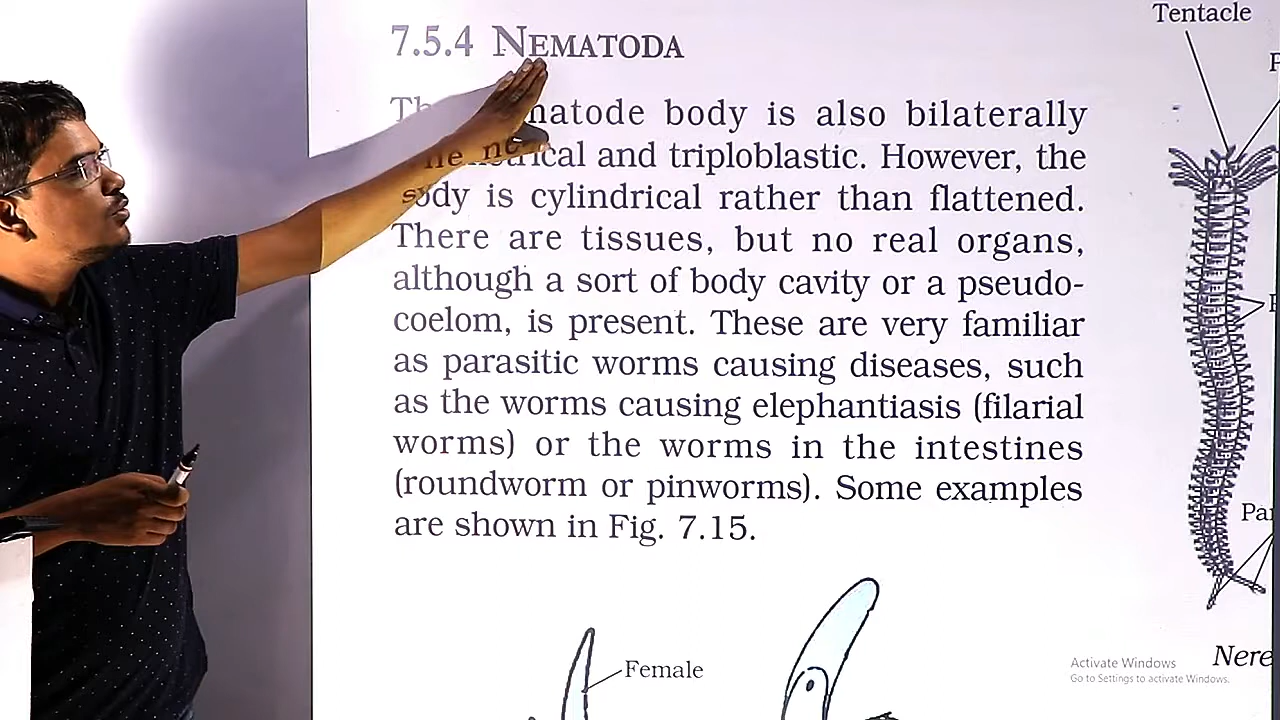 7.5.4 NEMATODA
Tentacle
natode body is also bilaterally
ical and triploblastic. However, the
body is cylindrical rather than flattened.
There are tissues, but no real organs,
although a sort of body cavity or a pseudo-
coelom, is present. These are very familiar
as parasitic worms causing diseases, such
as the worms causing elephantiasis (filarial
worms) or the worms in the intestines
(roundworm or pinworms). Some examples
are shown in Fig. 7.15.
Female
Nere
Activate Windows
Go to Settings to activate Windows.